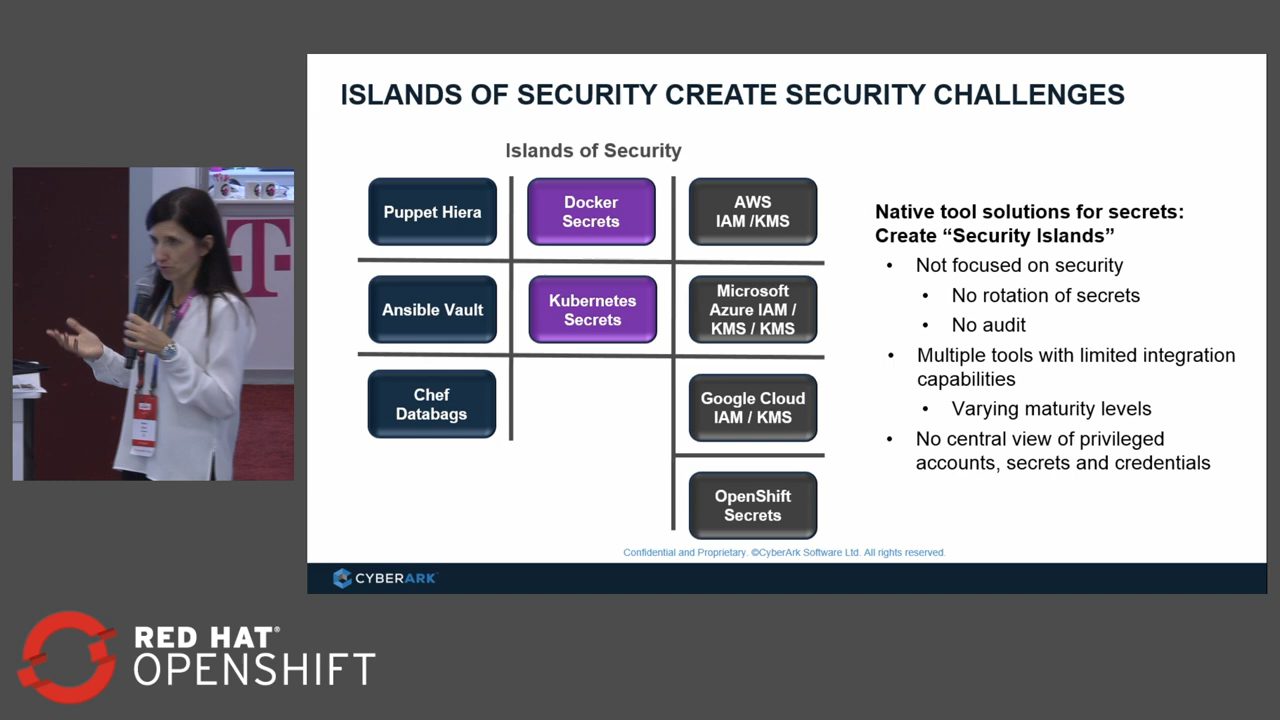 ISLANDS OF SECURITY CREATE SECURITY CHALLENGES
Islands of Security
Puppet Hiera
Docker
Secrets
AWS
IAM /KMS
Ansible Vault
Kubernetes
Secrets
Microsoft
Azure IAM /
KMS / KMS
Chef
Databags
Google Cloud
IAM / KMS
OpenShift
Secrets
Native tool solutions for secrets:
Create “Security Islands”
• Not focused on security
• No rotation of secrets
• No audit
• Multiple tools with limited integration
capabilities
• Varying maturity levels
• No central view of privileged
accounts, secrets and credentials
Confidential and Proprietary. ©CyberArk Software Ltd. All rights reserved.
CYBERARK
T
RED HAT®
OPENSHIFT